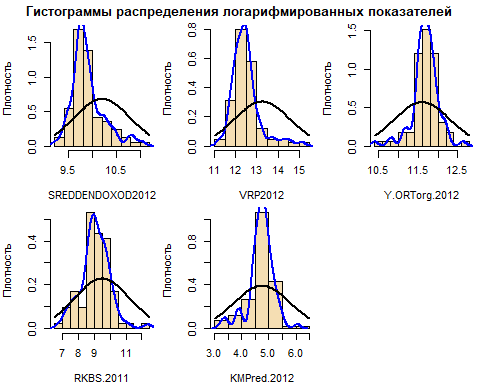 Гистограммы распределения логарифмированных показателей
Плотность
0.0 0.5 1.0 1.5
9.5 10.5
SREDDENDOXOD2012
Плотность
0.0 0.2 0.4 0.6 0.8
11 12 13 14 15
VRP2012
Плотность
0.0 0.5 1.0 1.5
10.5 11.5 12.5
Y.ORTorg.2012
Плотность
0.0 0.2 0.4
7 8 9 11
RKBS.2011
Плотность
0.0 0.4 0.8
3.0 4.0 5.0 6.0
KMPred.2012